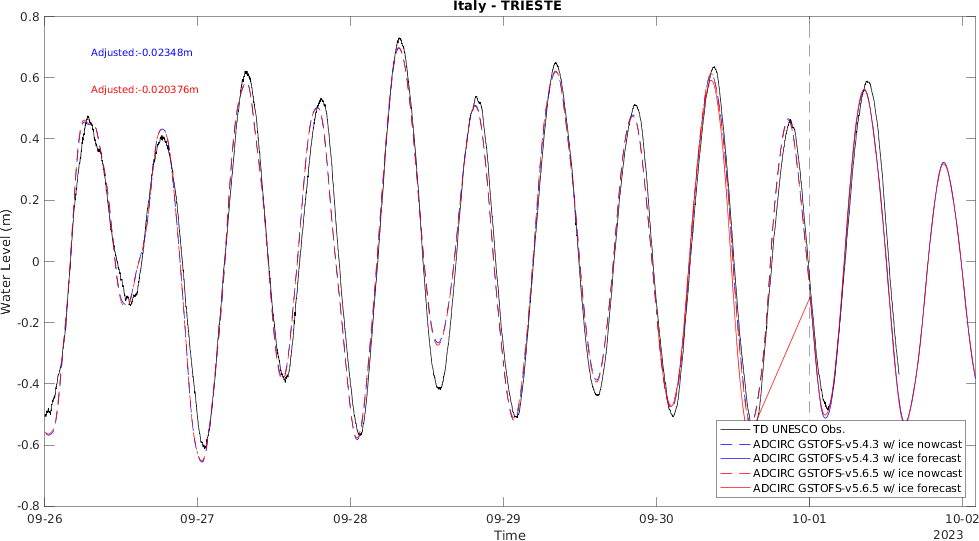 Italy - TRIESTE
0.8
0.6
0.4
0.2
0
-0.2
-0.4
-0.6
-0.8
Water Level (m)
Adjusted:-0.02348m
Adjusted:-0.020376m
TD UNESCO Obs.
ADCIRC GSTOFS-v5.4.3 w/ ice nowcast
ADCIRC GSTOFS-v5.4.3 w/ ice forecast
ADCIRC GSTOFS-v5.6.5 w/ ice nowcast
ADCIRC GSTOFS-v5.6.5 w/ ice forecast
09-26 09-27 09-28 09-29 09-30 10-01 10-02
Time
2023